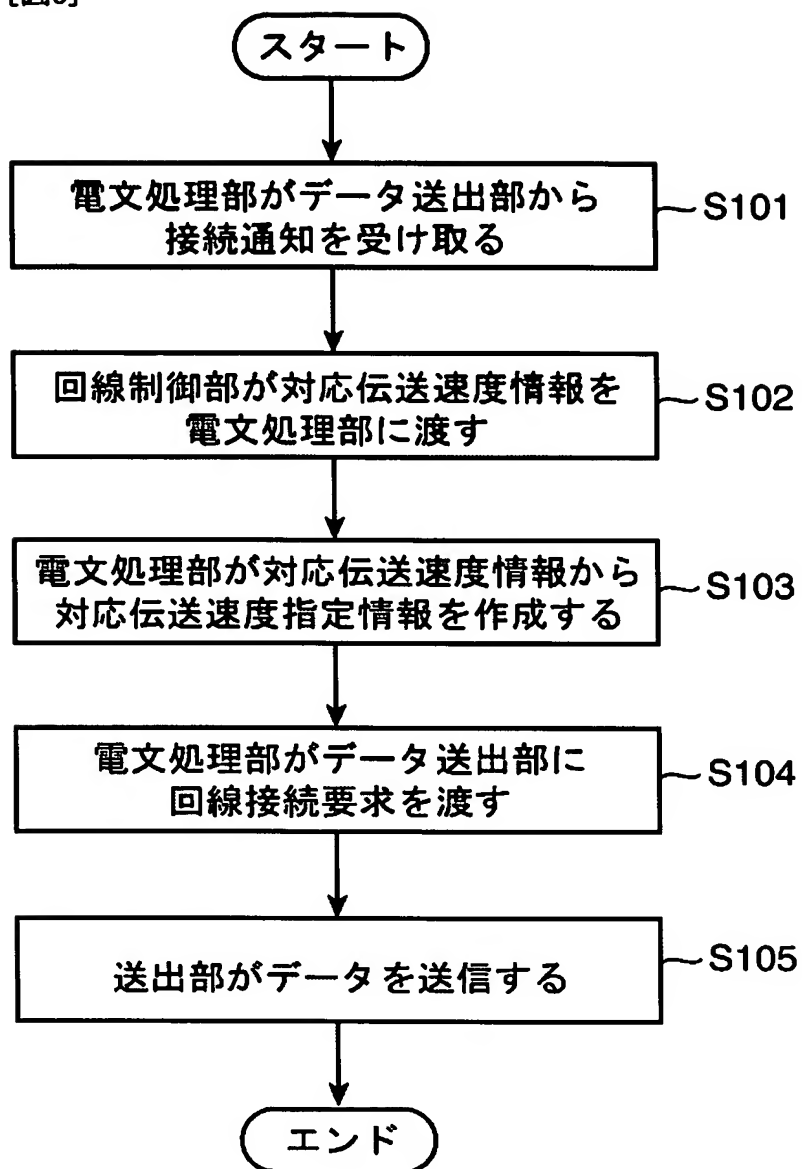 スタート
電文処理部がデータ送出部から
接続通知を受け取る
S101
回線制御部が対応伝送速度情報を
電文処理部に渡す
S102
電文処理部が対応伝送速度情報から
対応伝送速度指定情報を作成する
S103
電文処理部がデータ送出部に
回線接続要求を渡す
S104
送出部がデータを送信する
S105
エンド